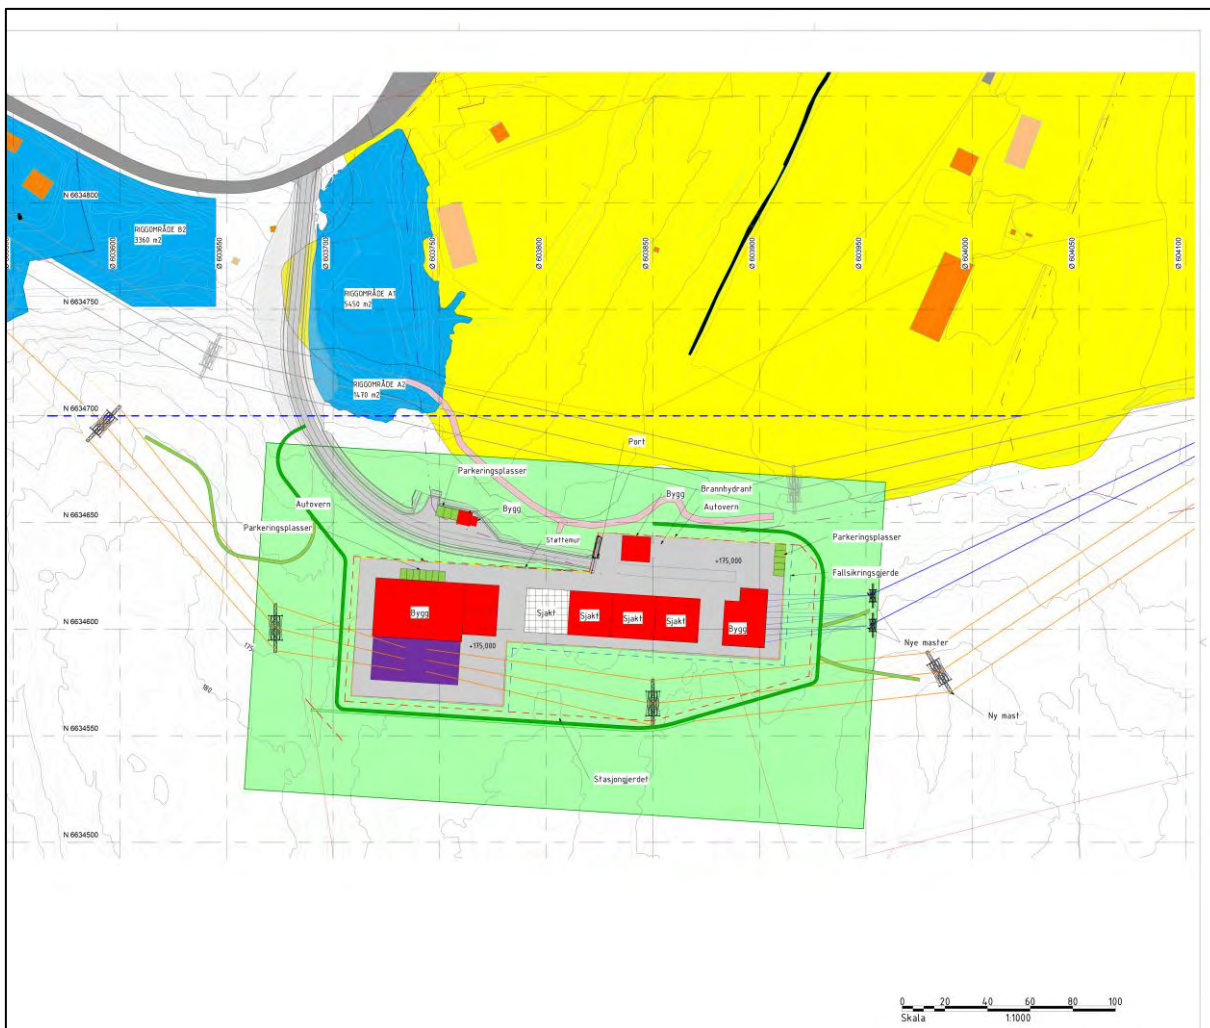 N 6634800
RIGGOMRÅDE B2
3360 m2
Ø 603600
Ø 603650
Ø 603700
Ø 603750
Ø 603800
Ø 603850
Ø 603900
Ø 603950
Ø 604000
Ø 604050
Ø 604100
N 6634750
RIGGOMRÅDE A1
5450 m2
RIGGOMRÅDE A2
1470 m2
N 6634700
Port
Parkeringsplasser
Bygg
Brannhydrant
Autovern
Bygg
Autovern
N 6634650
Parkeringsplasser
Støttemur
Parkeringsplasser
+175,000
Fallsikringsgjerde
N 6634600
Bygg
Sjakt
Sjakt
Sjakt
Sjakt
Bygg
+175,000
175
Nye master
180
Ny mast
N 6634550
Stasjongjerdet
N 6634500
0 20 40 60 80 100
Skala 1:1000